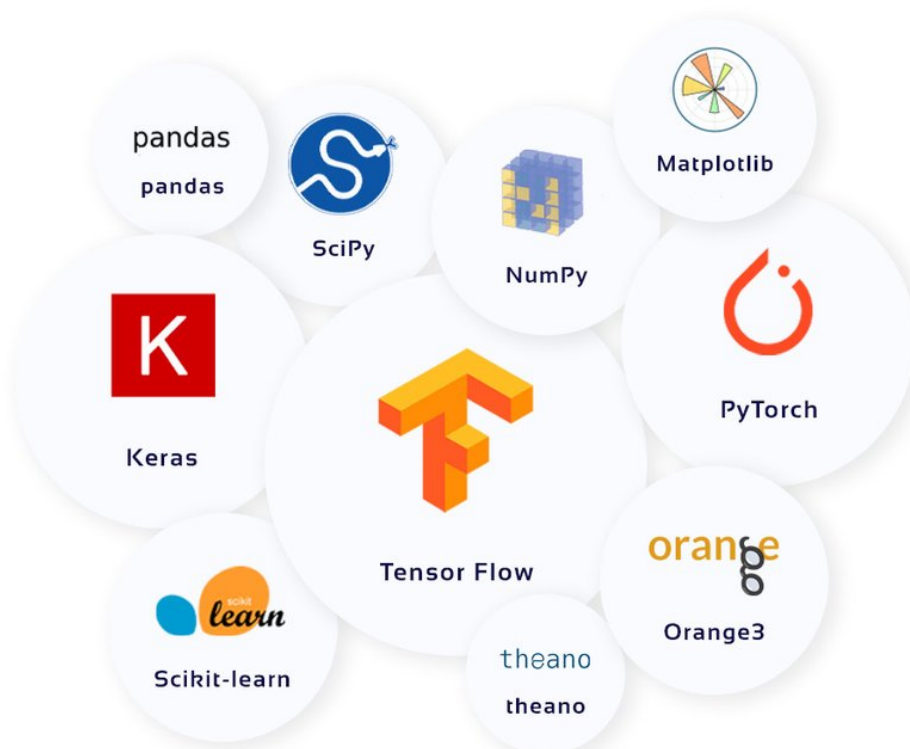 pandas
pandas
SciPy
NumPy
Matplotlib
K
Keras
Tensor Flow
PyTorch
scikit
learn
Scikit-learn
theano
theano
orange
Orange3